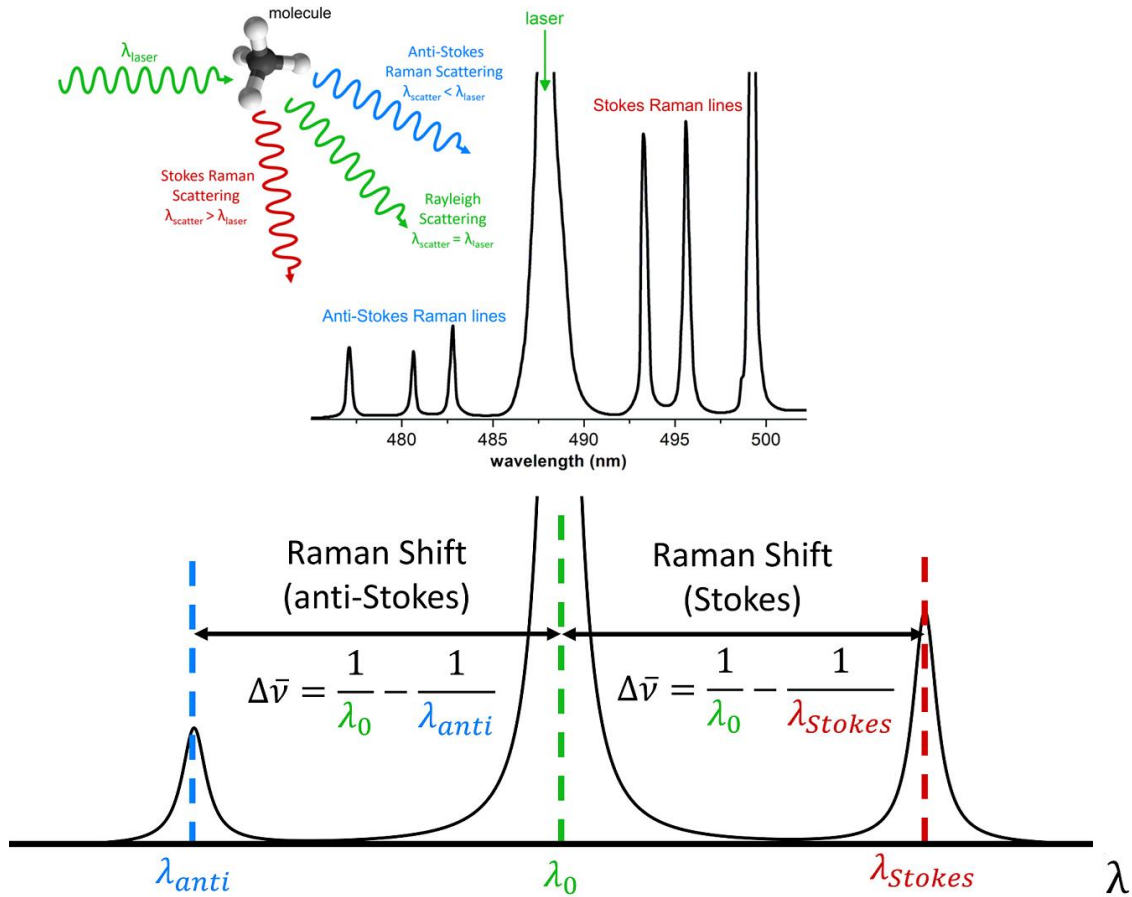 molecule
λlaser
Anti-Stokes
Raman Scattering
λscatter < λlaser
Stokes Raman
Scattering
λscatter > λlaser
Rayleigh
Scattering
λscatter = λlaser
laser
Stokes Raman lines
Anti-Stokes Raman lines
480 485 490 495 500
wavelength (nm)
Raman Shift
(anti-Stokes)
Δν̄ = 1/λ0 − 1/λanti
Raman Shift
(Stokes)
Δν̄ = 1/λ0 − 1/λStokes
λanti λ0 λStokes λ